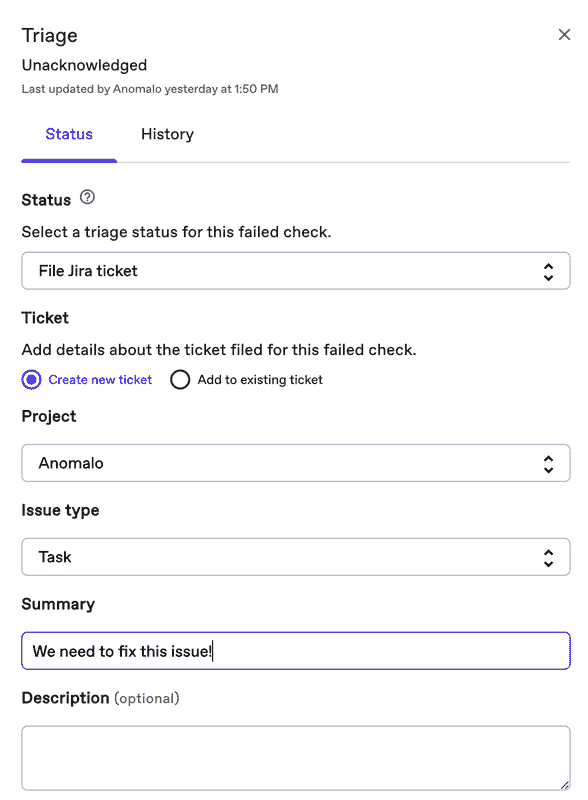 Triage
Unacknowledged
Last updated by Anomalo yesterday at 1:50 PM
Status History
Status
Select a triage status for this failed check.
File Jira ticket
Ticket
Add details about the ticket filed for this failed check.
Create new ticket Add to existing ticket
Project
Anomalo
Issue type
Task
Summary
We need to fix this issue!
Description (optional)